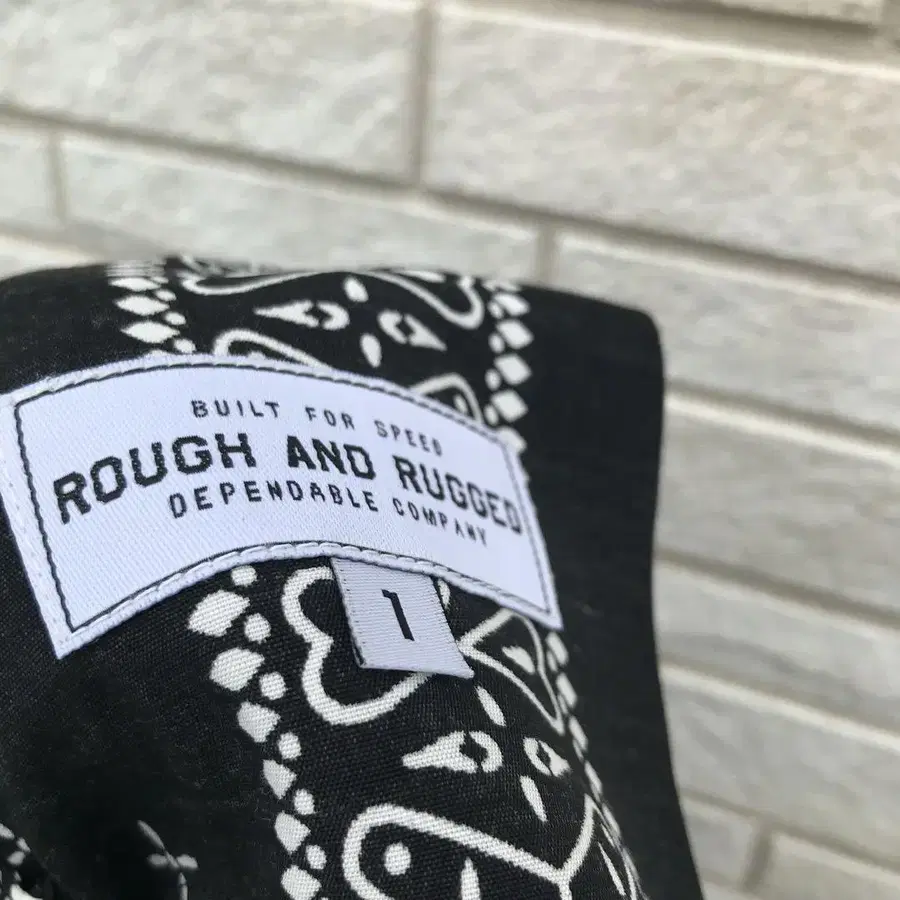 BUILT FOR SPEED
ROUGH AND RUGGED
DEPENDABLE COMPANY
1